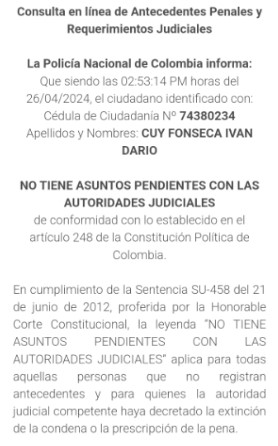 Consulta en línea de Antecedentes Penales y
Requerimientos Judiciales
La Policía Nacional de Colombia informa:
Que siendo las 02:53:14 PM horas del
26/04/2024, el ciudadano identificado con:
Cédula de Ciudadanía Nº 74380234
Apellidos y Nombres: CUY FONSECA IVAN
DARIO
NO TIENE ASUNTOS PENDIENTES CON LAS
AUTORIDADES JUDICIALES
de conformidad con lo establecido en el
artículo 248 de la Constitución Política de
Colombia.
En cumplimiento de la Sentencia SU-458 del 21
de junio de 2012, proferida por la Honorable
Corte Constitucional, la leyenda “NO TIENE
ASUNTOS PENDIENTES CON LAS
AUTORIDADES JUDICIALES” aplica para todas
aquellas personas que no registran
antecedentes y para quienes la autoridad
judicial competente haya decretado la extinción
de la condena o la prescripción de la pena.